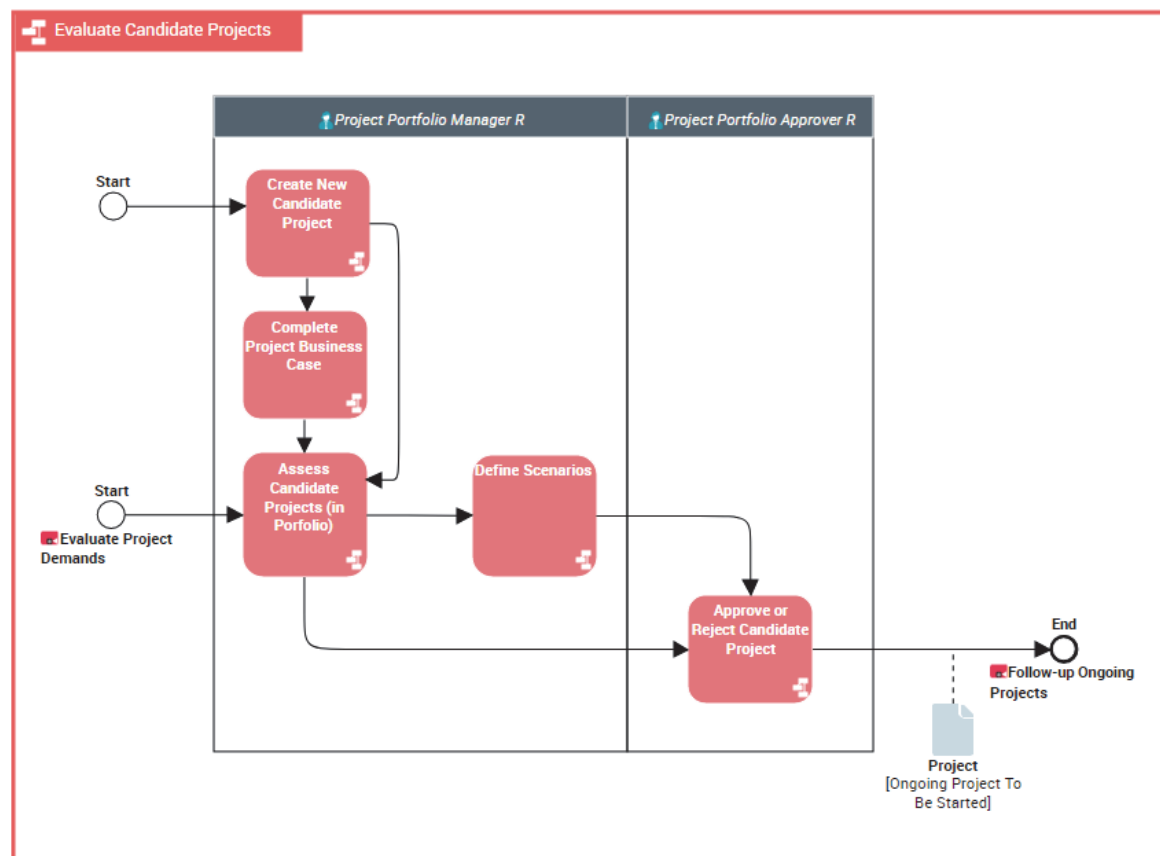 Evaluate Candidate Projects
Project Portfolio Manager R
Project Portfolio Approver R
Start
Create New
Candidate
Project
Complete
Project Business
Case
Start
Evaluate Project
Demands
Assess
Candidate
Projects (in
Porfolio)
Define Scenarios
Approve or
Reject Candidate
Project
End
Follow-up Ongoing
Projects
Project
[Ongoing Project To
Be Started]